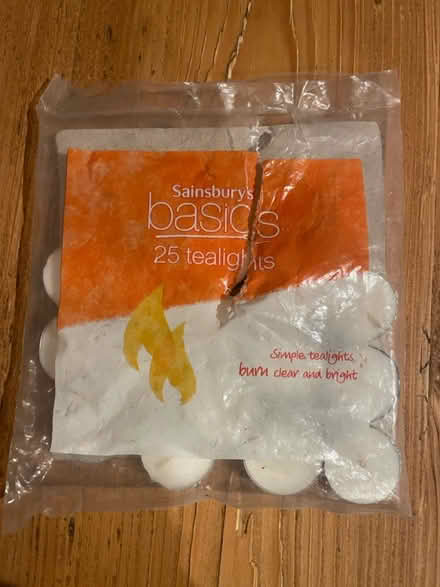 Sainsbury's
basics
25 tealights
Simple tealights
burn clear and bright